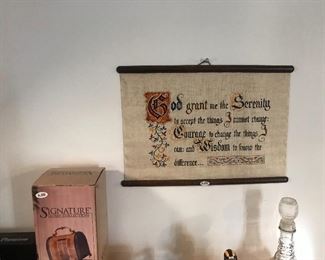 God grant me the Serenity
to accept the things I cannot change;
Courage to change the things I
can; and Wisdom to know the
difference...
SIGNATURE